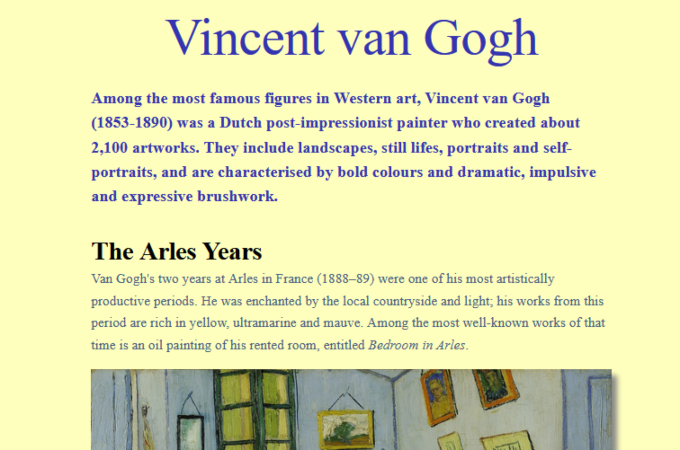 Vincent van Gogh
Among the most famous figures in Western art, Vincent van Gogh
(1853-1890) was a Dutch post-impressionist painter who created about
2,100 artworks. They include landscapes, still lifes, portraits and self-
portraits, and are characterised by bold colours and dramatic, impulsive
and expressive brushwork.
The Arles Years
Van Gogh's two years at Arles in France (1888–89) were one of his most artistically
productive periods. He was enchanted by the local countryside and light; his works from this
period are rich in yellow, ultramarine and mauve. Among the most well-known works of that
time is an oil painting of his rented room, entitled Bedroom in Arles.